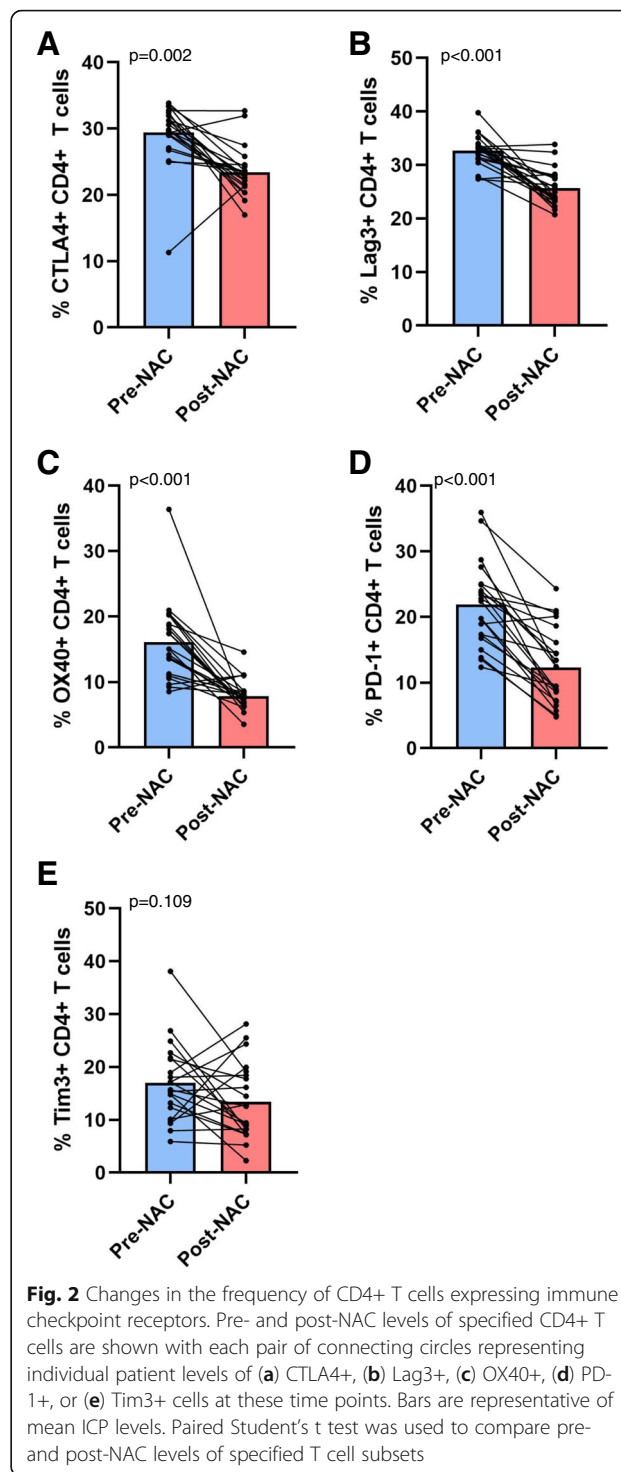 A
p=0.002
% CTLA4+ CD4+ T cells
40
30
20
10
0
Pre-NAC
Post-NAC
B
p<0.001
% Lag3+ CD4+ T cells
50
40
30
20
10
0
Pre-NAC
Post-NAC
C
p<0.001
% OX40+ CD4+ T cells
40
30
20
10
0
Pre-NAC
Post-NAC
D
p<0.001
% PD-1+ CD4+ T cells
40
30
20
10
0
Pre-NAC
Post-NAC
E
p=0.109
% Tim3+ CD4+ T cells
50
40
30
20
10
0
Pre-NAC
Post-NAC
Fig. 2 Changes in the frequency of CD4+ T cells expressing immune
checkpoint receptors. Pre- and post-NAC levels of specified CD4+ T
cells are shown with each pair of connecting circles representing
individual patient levels of (a) CTLA4+, (b) Lag3+, (c) OX40+, (d) PD-
1+, or (e) Tim3+ cells at these time points. Bars are representative of
mean ICP levels. Paired Student's t test was used to compare pre-
and post-NAC levels of specified T cell subsets